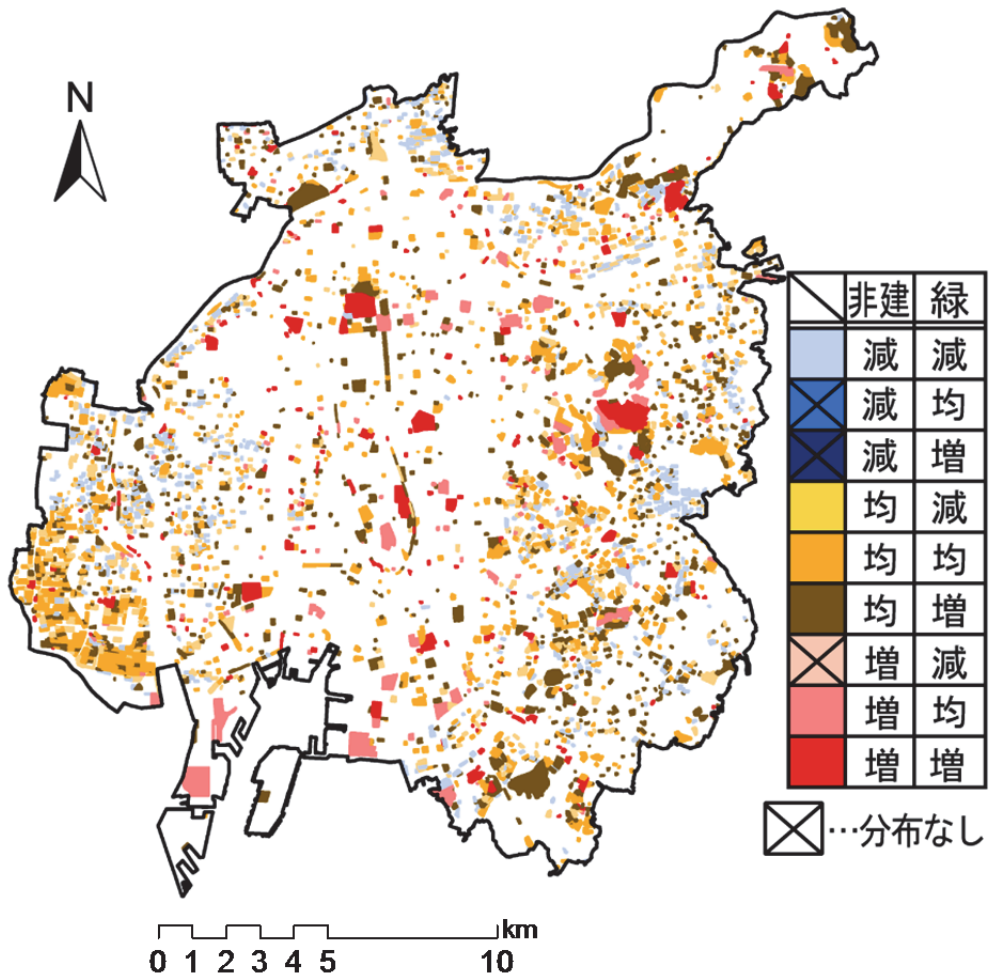 N
非建 緑
減 減
減 均
減 増
均 減
均 均
均 増
増 減
増 均
増 増
…分布なし
km
0 1 2 3 4 5 10